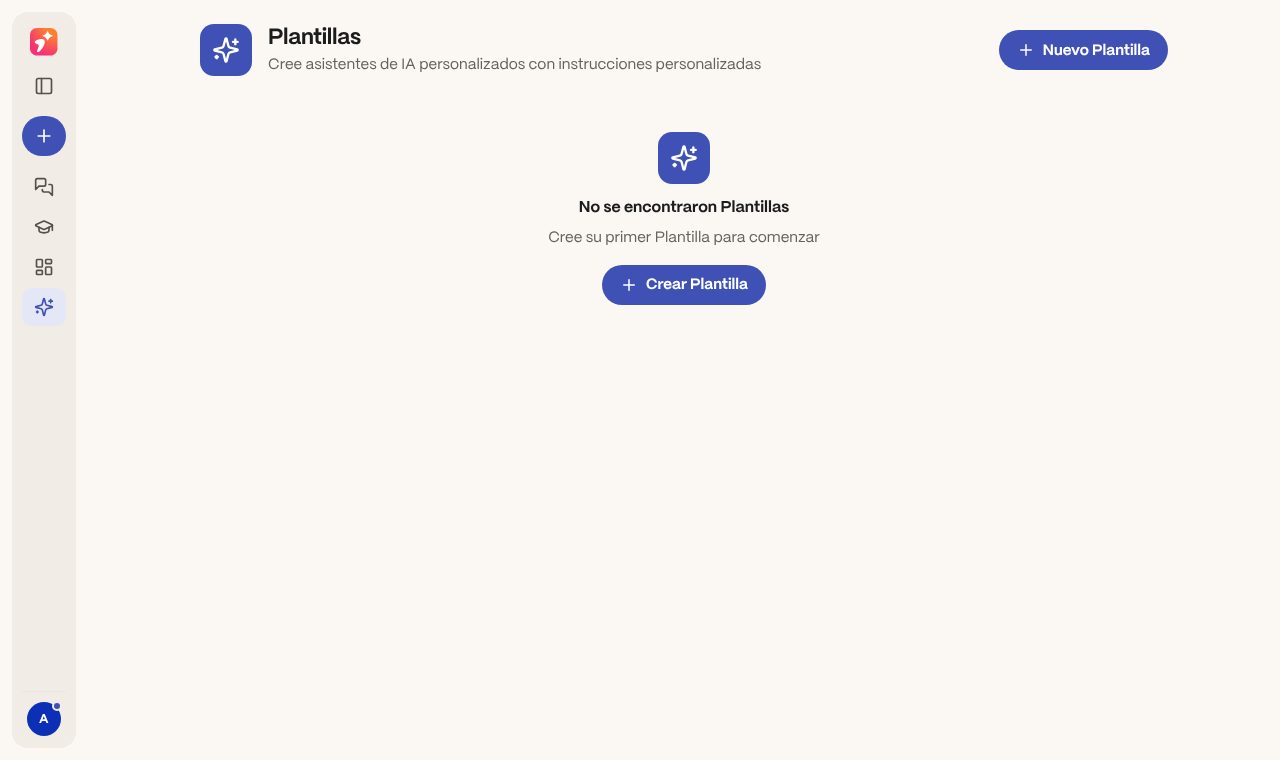 Plantillas
Cree asistentes de IA personalizados con instrucciones personalizadas
Nuevo Plantilla
No se encontraron Plantillas
Cree su primer Plantilla para comenzar
Crear Plantilla
A